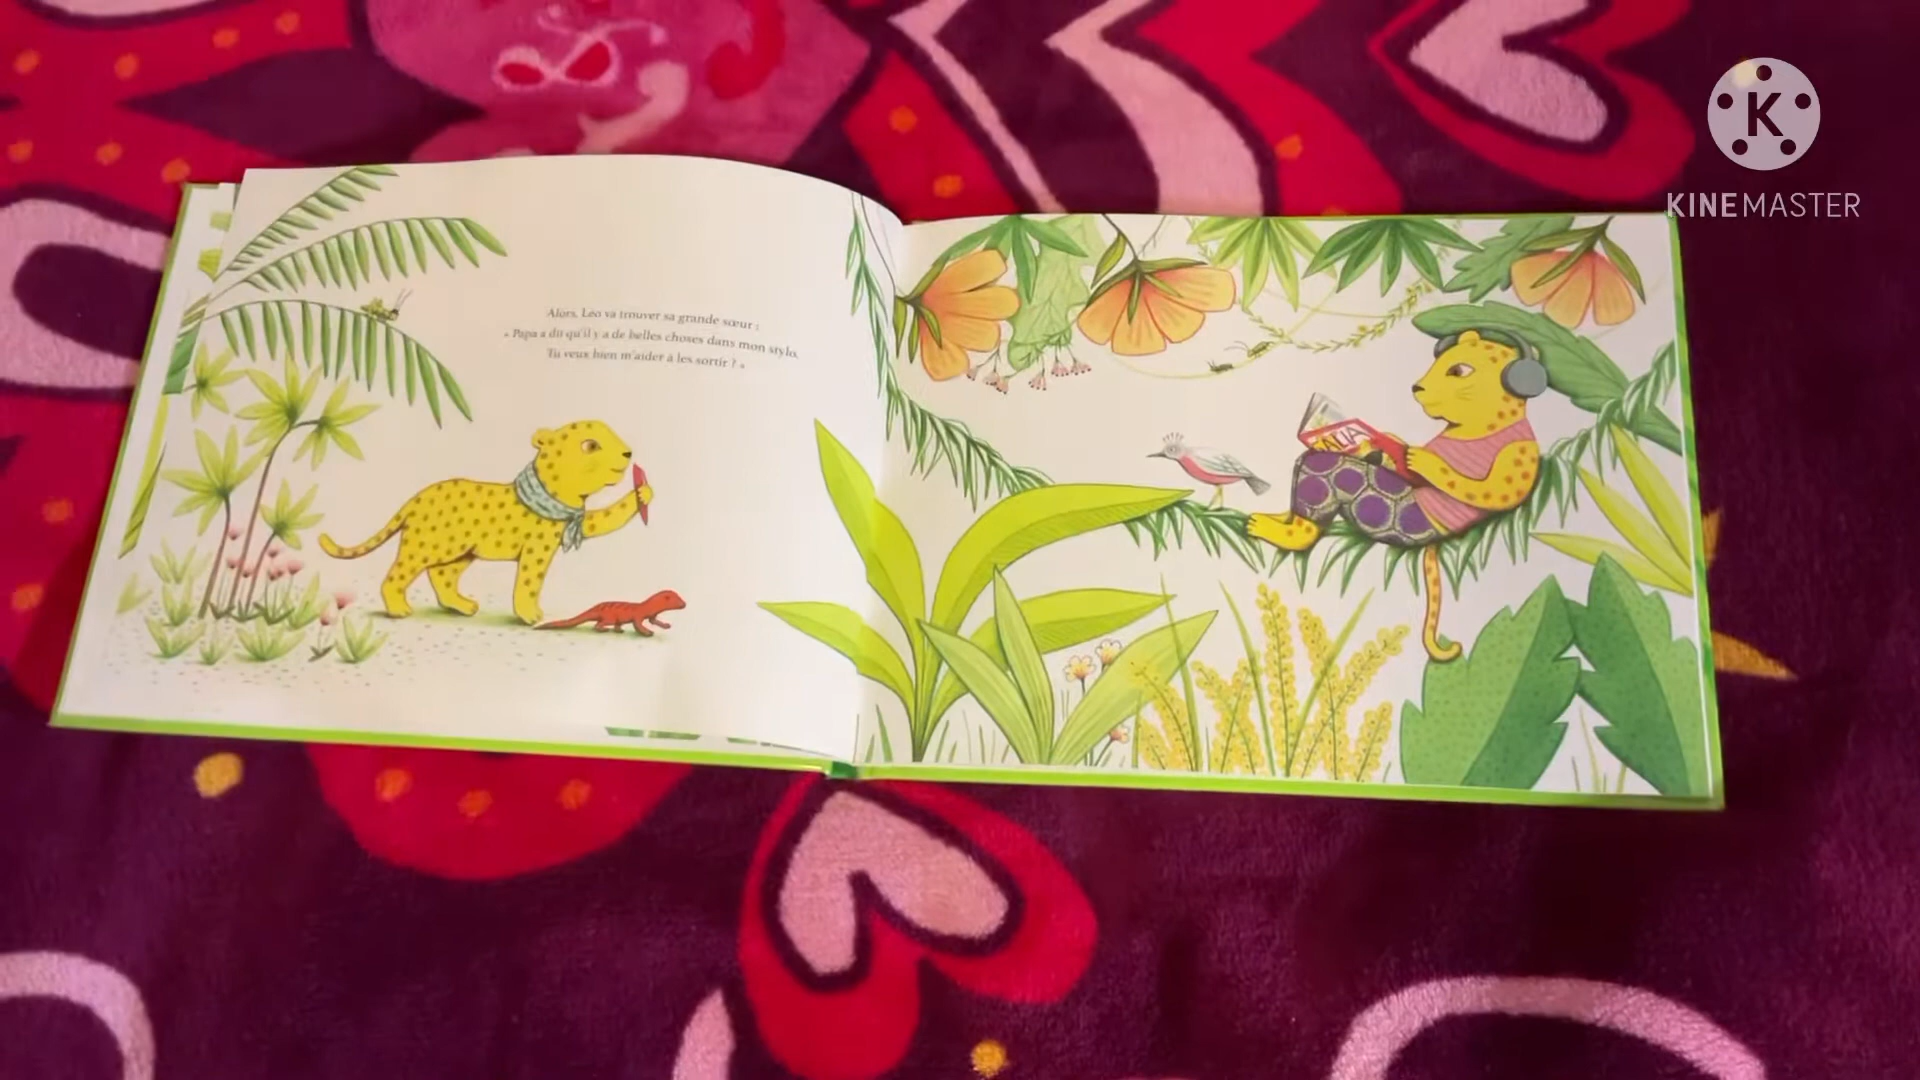 Alors, Léo va trouver sa grande sœur :
« Papa a dit qu'il y a de belles choses dans mon stylo.
Tu veux bien m'aider à les sortir ? »
K
KINEMASTER